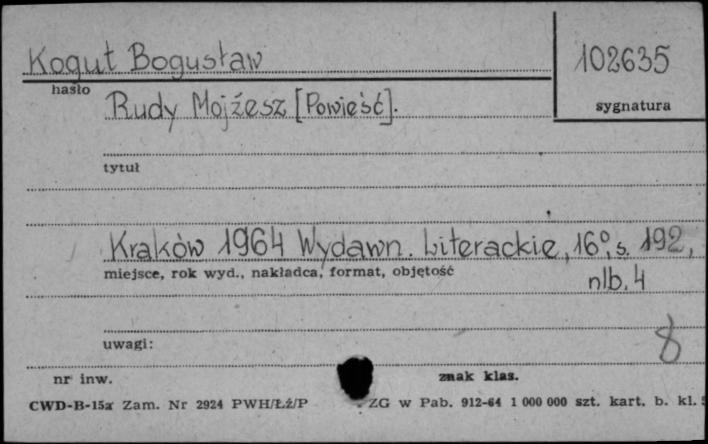 Kogut Bogusław
102635
hasło
sygnatura
Rudy Mojżesz [Powieść].
tytuł
Kraków 1964 Wydawn. Literackie, 16°, s. 192,
miejsce, rok wyd., nakładca, format, objętość
nlb. 4
uwagi:
8
nr inw.
znak klas.
CWD-B-15a Zam. Nr 2924 PWH/Łź/P ZG w Pab. 912-64 1 000 000 szt. kart. b. kl.